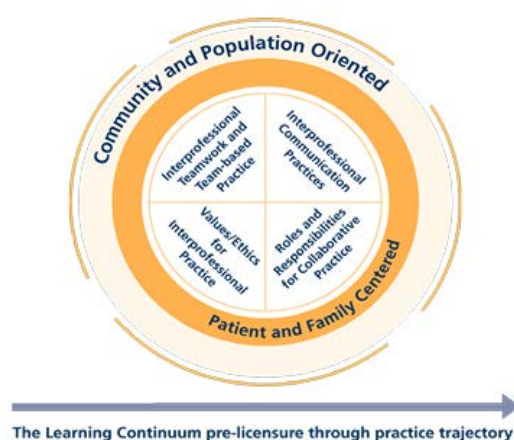 Community and Population Oriented
Interprofessional
Teamwork and
Team-based
Practice
Interprofessional
Communication
Practices
Values/Ethics
for
Interprofessional
Practice
Roles and
Responsibilities
for Collaborative
Practice
Patient and Family Centered
The Learning Continuum pre-licensure through practice trajectory